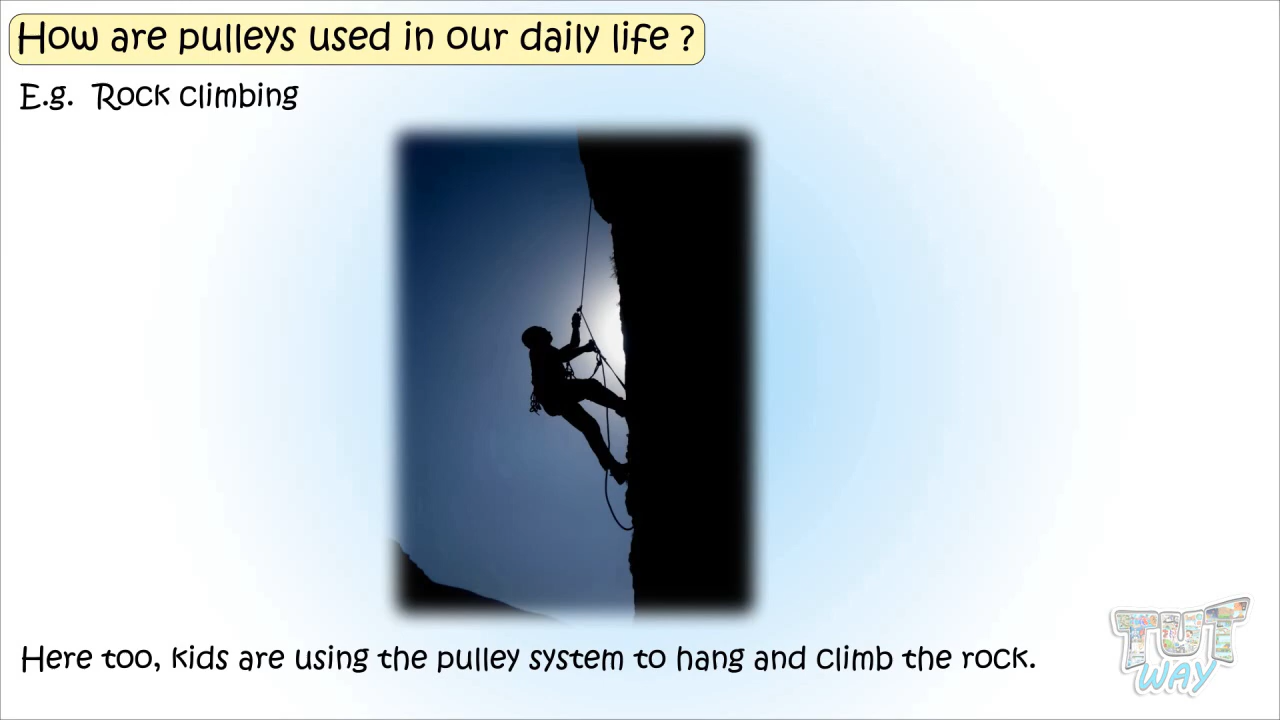 How are pulleys used in our daily life ?
E.g. Rock climbing
Here too, kids are using the pulley system to hang and climb the rock.
TUT
WAY